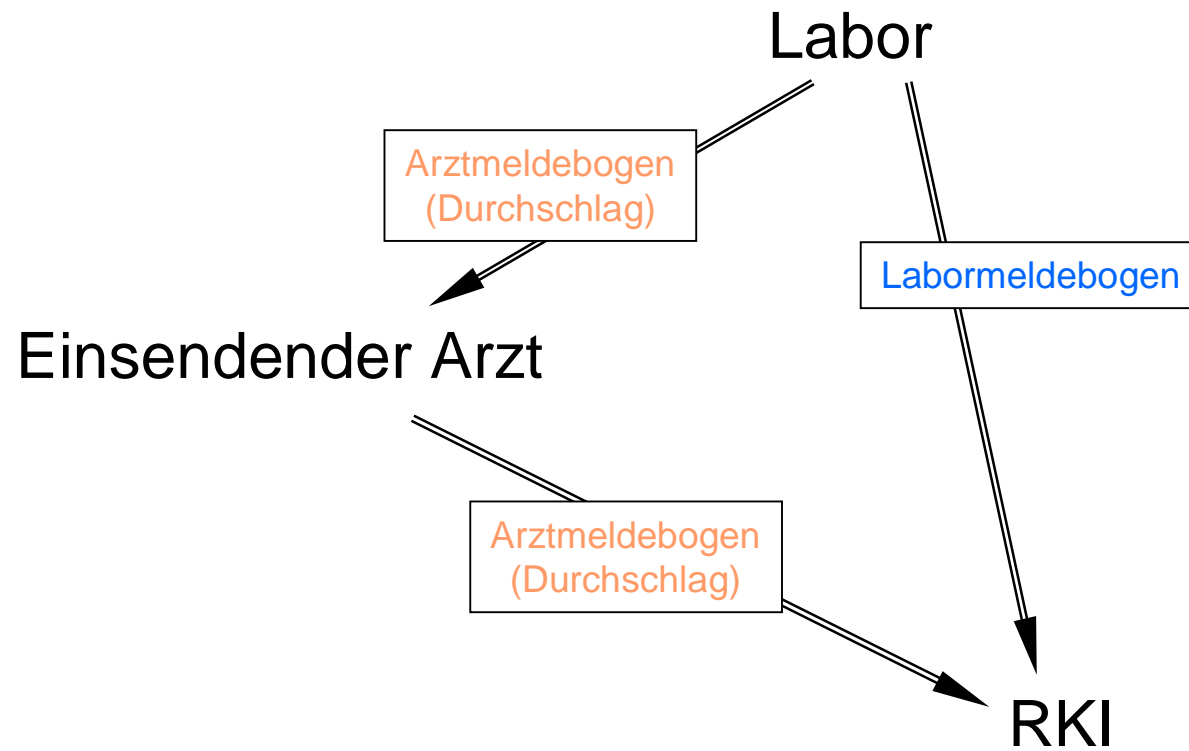 Labor
Arztmeldebogen
(Durchschlag)
Labormeldebogen
Einsendender Arzt
Arztmeldebogen
(Durchschlag)
RKI